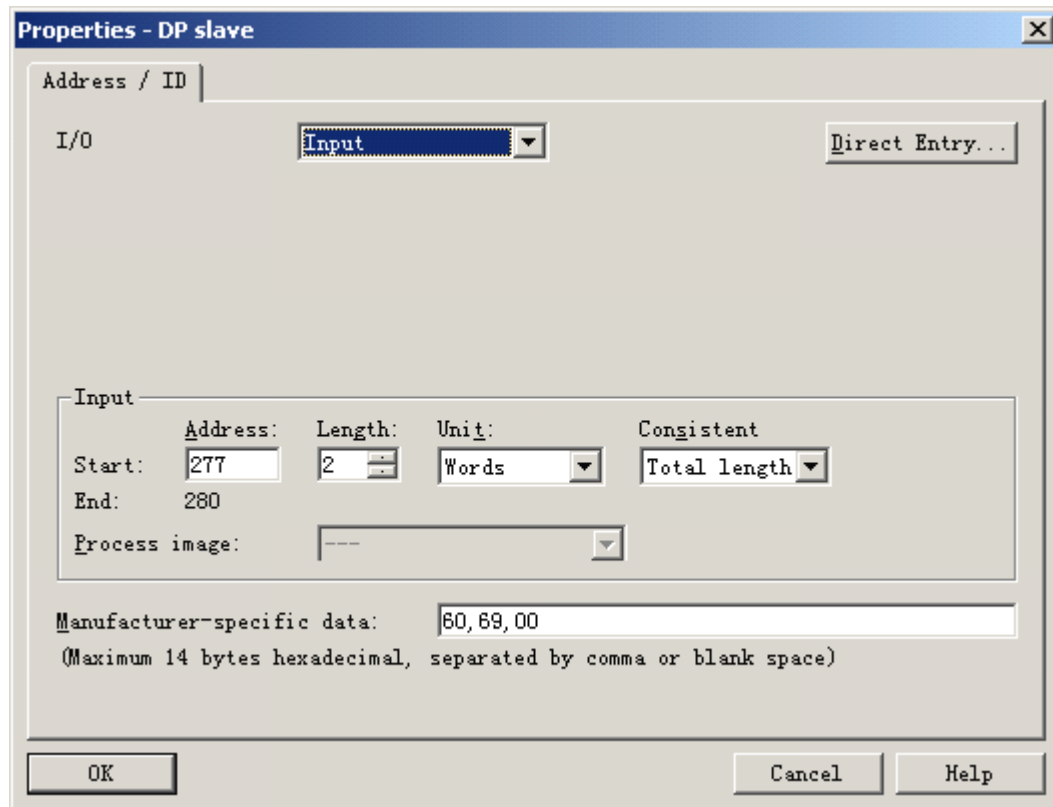 Properties - DP slave
Address / ID
I/O Input Direct Entry...
Input
Address: Length: Unit: Consistent
Start: 277 2 Words Total length
End: 280
Process image: ---
Manufacturer-specific data: 60,69,00
(Maximum 14 bytes hexadecimal, separated by comma or blank space)
OK Cancel Help